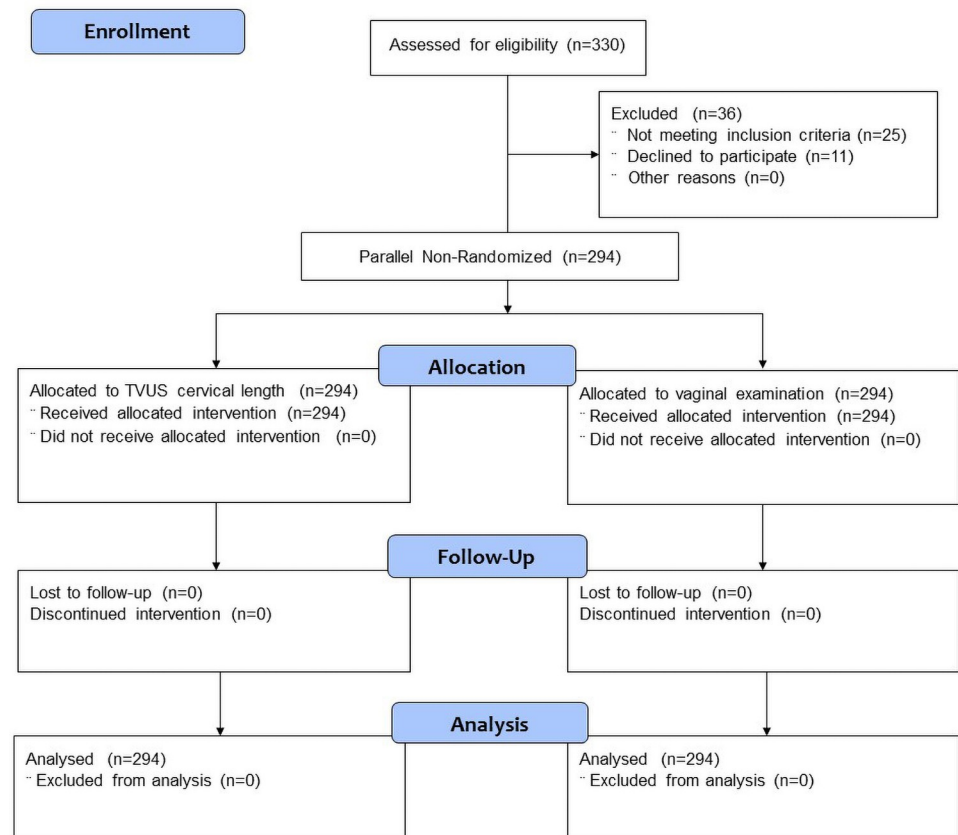 Enrollment
Assessed for eligibility (n=330)
Excluded (n=36)
¨ Not meeting inclusion criteria (n=25)
¨ Declined to participate (n=11)
¨ Other reasons (n=0)
Parallel Non-Randomized (n=294)
Allocation
Allocated to TVUS cervical length (n=294)
¨ Received allocated intervention (n=294)
¨ Did not receive allocated intervention (n=0)
Allocated to vaginal examination (n=294)
¨ Received allocated intervention (n=294)
¨ Did not receive allocated intervention (n=0)
Follow-Up
Lost to follow-up (n=0)
Discontinued intervention (n=0)
Lost to follow-up (n=0)
Discontinued intervention (n=0)
Analysis
Analysed (n=294)
¨ Excluded from analysis (n=0)
Analysed (n=294)
¨ Excluded from analysis (n=0)